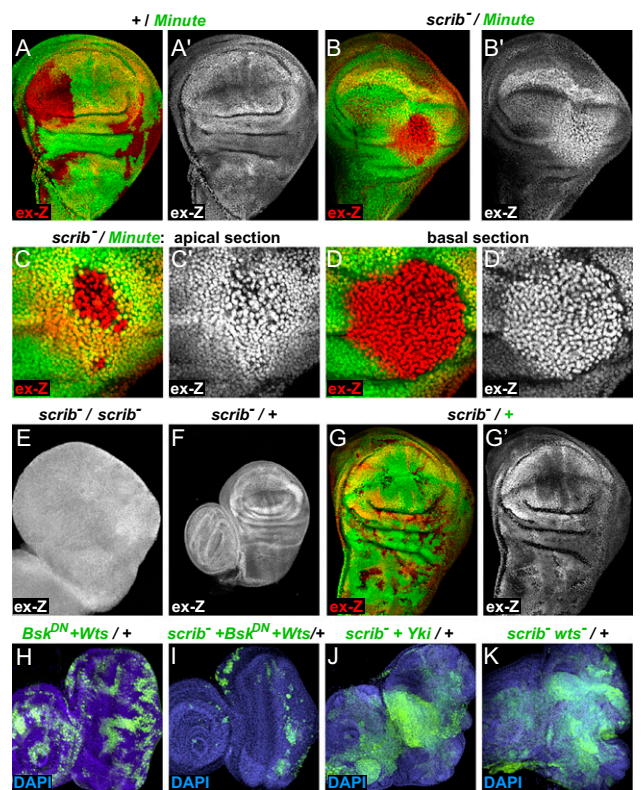 + / Minute scrib⁻ / Minute
A A' B B'
ex-Z ex-Z ex-Z ex-Z
scrib⁻ / Minute: apical section basal section
C C' D D'
ex-Z ex-Z ex-Z ex-Z
scrib⁻ / scrib⁻ scrib⁻ / + scrib⁻ / +
E F G G'
ex-Z ex-Z ex-Z ex-Z
Bsk^DN +Wts / + scrib⁻ +Bsk^DN +Wts/+ scrib⁻ + Yki / + scrib⁻ wts⁻ / +
H I J K
DAPI DAPI DAPI DAPI